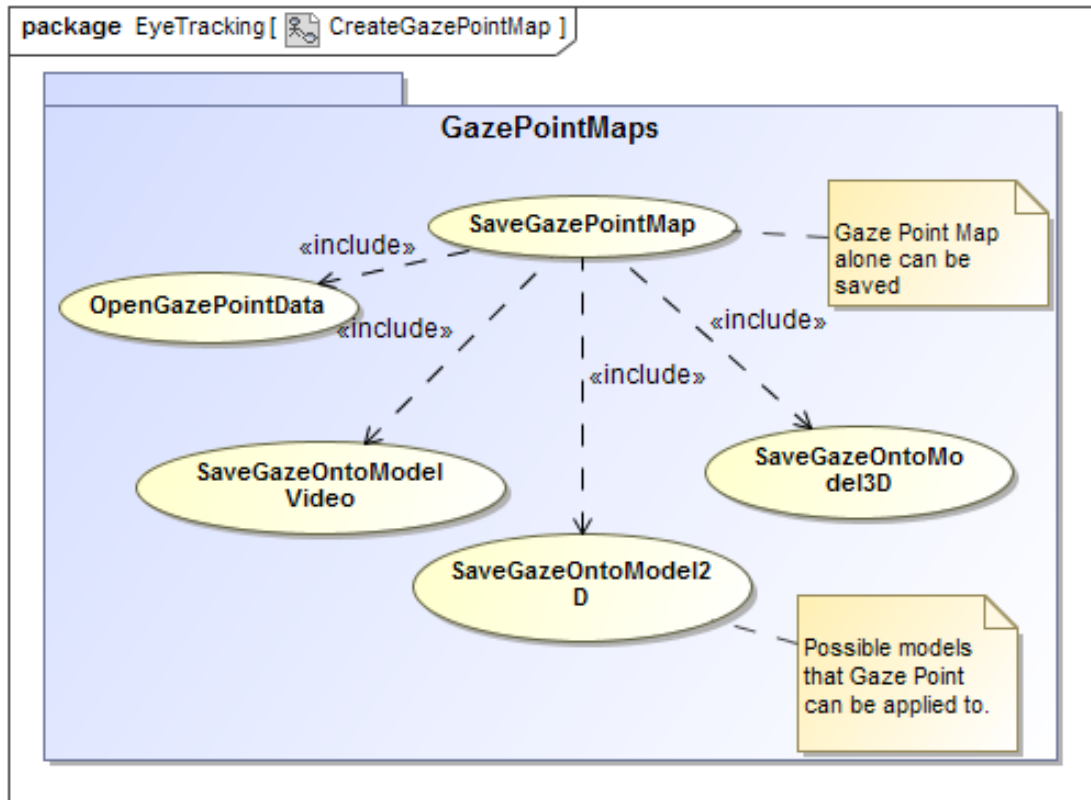 package EyeTracking [ CreateGazePointMap ]
GazePointMaps
SaveGazePointMap
Gaze Point Map
alone can be
saved
«include»
OpenGazePointData
«include»
«include»
«include»
SaveGazeOntoModel
Video
SaveGazeOntoMo
del3D
SaveGazeOntoModel2
D
Possible models
that Gaze Point
can be applied to.